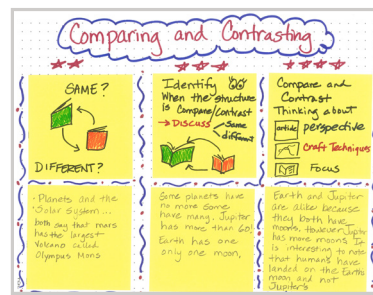 Comparing and Contrasting
SAME?
DIFFERENT?
Identify
When the structure
is Compare/Contrast
→ Discuss
same
different?
Compare and
Contrast
Thinking about
article perspective
Craft Techniques
Focus
· Planets and the
Solar System...
both say that mars
has the largest
volcano called
Olympus Mons
Some planets have
no more some
have many. Jupiter
has more than 60!
Earth has one
only one moon.
Earth and Jupiter
are alike because
they both have
moons. However Jupiter
has more moons. It
is interesting to note
that humans have
landed on the Earths
moon and not
Jupiters